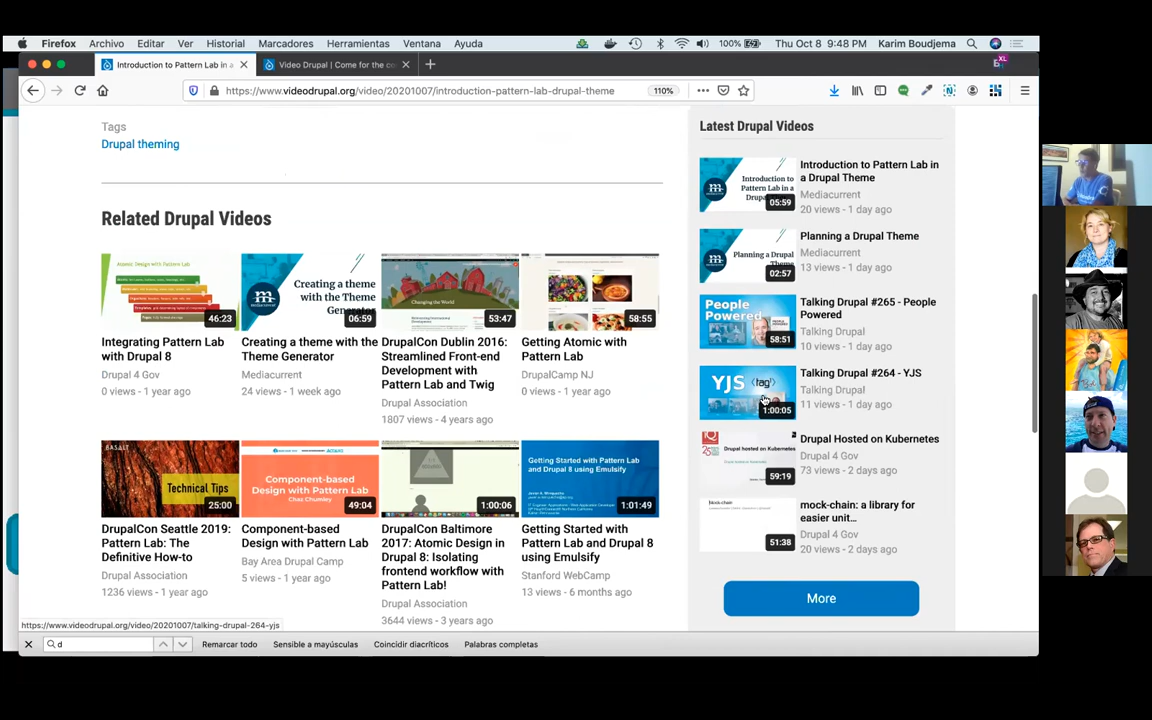 Firefox Archivo Editar Ver Historial Marcadores Herramientas Ventana Ayuda 100% Thu Oct 8 9:48 PM Karim Boudjema
Introduction to Pattern Lab in a
Video Drupal | Come for the co
XL
https://www.videodrupal.org/video/20201007/introduction-pattern-lab-drupal-theme
110%
Tags
Drupal theming
Related Drupal Videos
46:23
Integrating Pattern Lab
with Drupal 8
Drupal 4 Gov
0 views - 1 year ago
Creating a theme
with the Theme
Generator
06:59
Creating a theme with the
Theme Generator
Mediacurrent
24 views - 1 week ago
Changing the World
53:47
DrupalCon Dublin 2016:
Streamlined Front-end
Development with
Pattern Lab and Twig
Drupal Association
1807 views - 4 years ago
58:55
Getting Atomic with
Pattern Lab
DrupalCamp NJ
0 views - 1 year ago
BASALT
Technical Tips
25:00
DrupalCon Seattle 2019:
Pattern Lab: The
Definitive How-to
Drupal Association
1236 views - 1 year ago
Component-based
Design with Pattern Lab
Chaz Chumley
49:04
Component-based
Design with Pattern Lab
Bay Area Drupal Camp
5 views - 1 year ago
1:00:06
DrupalCon Baltimore
2017: Atomic Design in
Drupal 8: Isolating
frontend workflow with
Pattern Lab!
Drupal Association
3644 views - 3 years ago
Getting Started with Pattern Lab
and Drupal 8 using Emulsify
1:01:49
Getting Started with
Pattern Lab and Drupal 8
using Emulsify
Stanford WebCamp
13 views - 6 months ago
Latest Drupal Videos
Introduction to
Pattern Lab in a
Drupal Theme
05:59
Introduction to Pattern Lab in
a Drupal Theme
Mediacurrent
20 views - 1 day ago
Planning a Drupal
Theme
02:57
Planning a Drupal Theme
Mediacurrent
13 views - 1 day ago
People
Powered
58:51
Talking Drupal #265 - People
Powered
Talking Drupal
10 views - 1 day ago
YJS <tag/>
1:00:05
Talking Drupal #264 - YJS
Talking Drupal
11 views - 1 day ago
Drupal hosted on Kubernetes
59:19
Drupal Hosted on Kubernetes
Drupal 4 Gov
73 views - 2 days ago
Mock-chain:
51:38
mock-chain: a library for
easier unit...
Drupal 4 Gov
20 views - 2 days ago
More
https://www.videodrupal.org/video/20201007/talking-drupal-264-yjs
d
Remarcar todo Sensible a mayúsculas Coincidir diacríticos Palabras completas